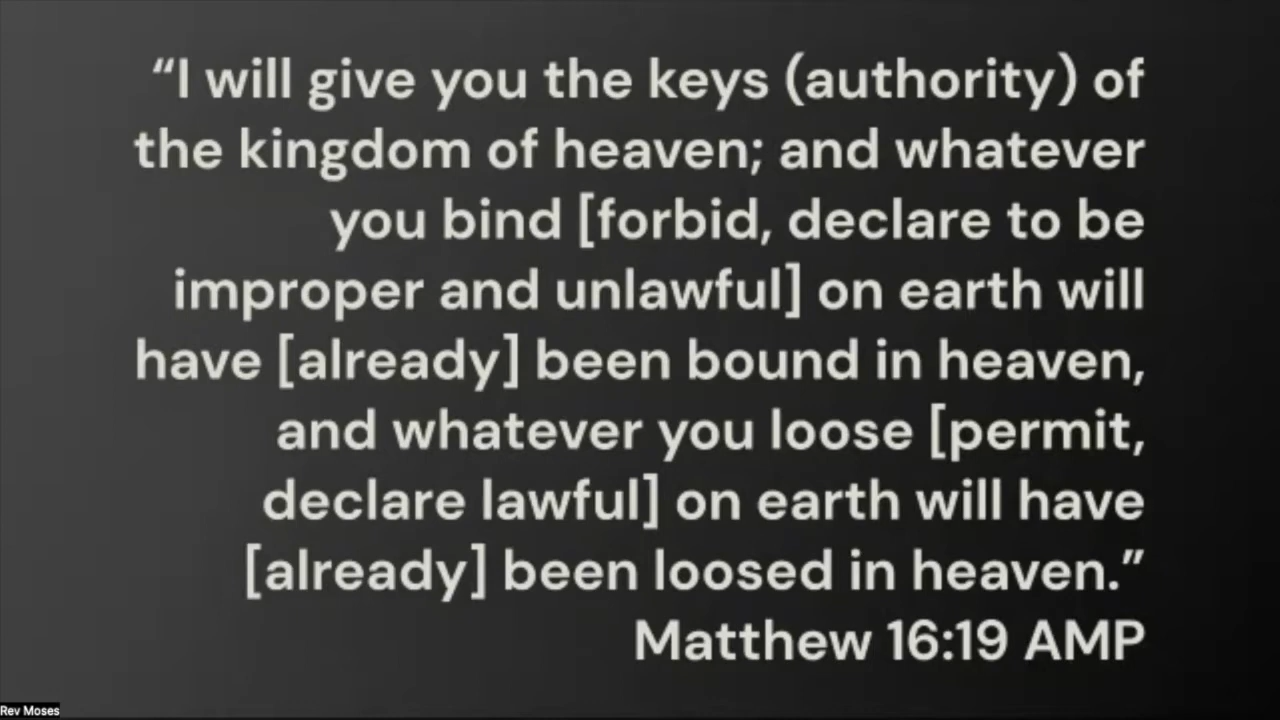 “I will give you the keys (authority) of
the kingdom of heaven; and whatever
you bind [forbid, declare to be
improper and unlawful] on earth will
have [already] been bound in heaven,
and whatever you loose [permit,
declare lawful] on earth will have
[already] been loosed in heaven.”
Matthew 16:19 AMP
Rev Moses